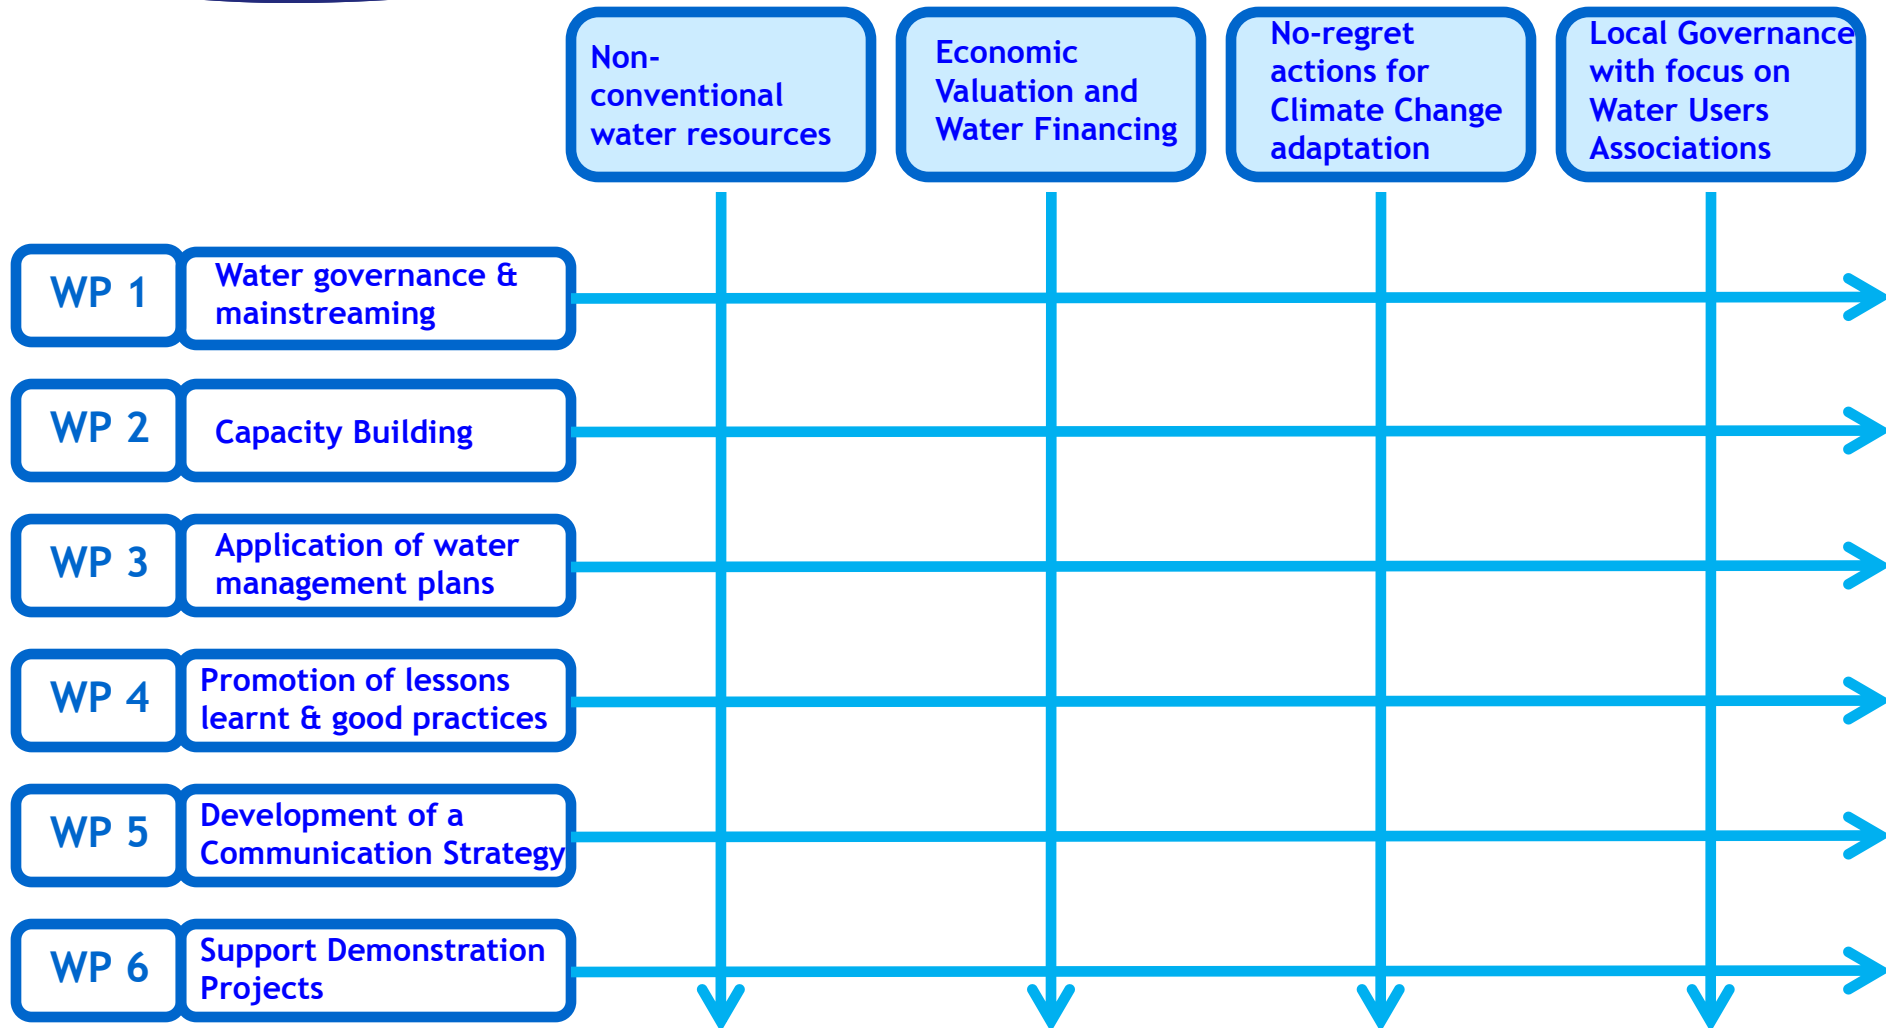 Non-
conventional
water resources
Economic
Valuation and
Water Financing
No-regret
actions for
Climate Change
adaptation
Local Governance
with focus on
Water Users
Associations
WP 1
Water governance &
mainstreaming
WP 2
Capacity Building
WP 3
Application of water
management plans
WP 4
Promotion of lessons
learnt & good practices
WP 5
Development of a
Communication Strategy
WP 6
Support Demonstration
Projects